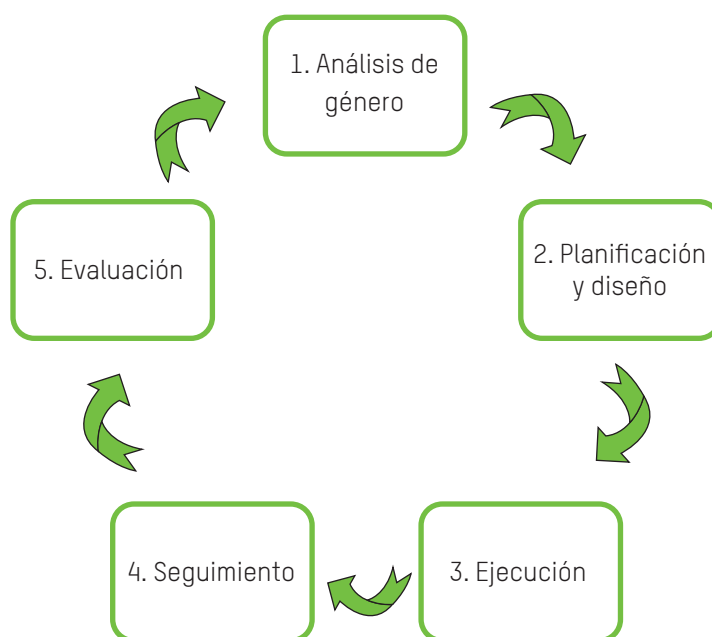 1. Análisis de
género
2. Planificación
y diseño
3. Ejecución
4. Seguimiento
5. Evaluación